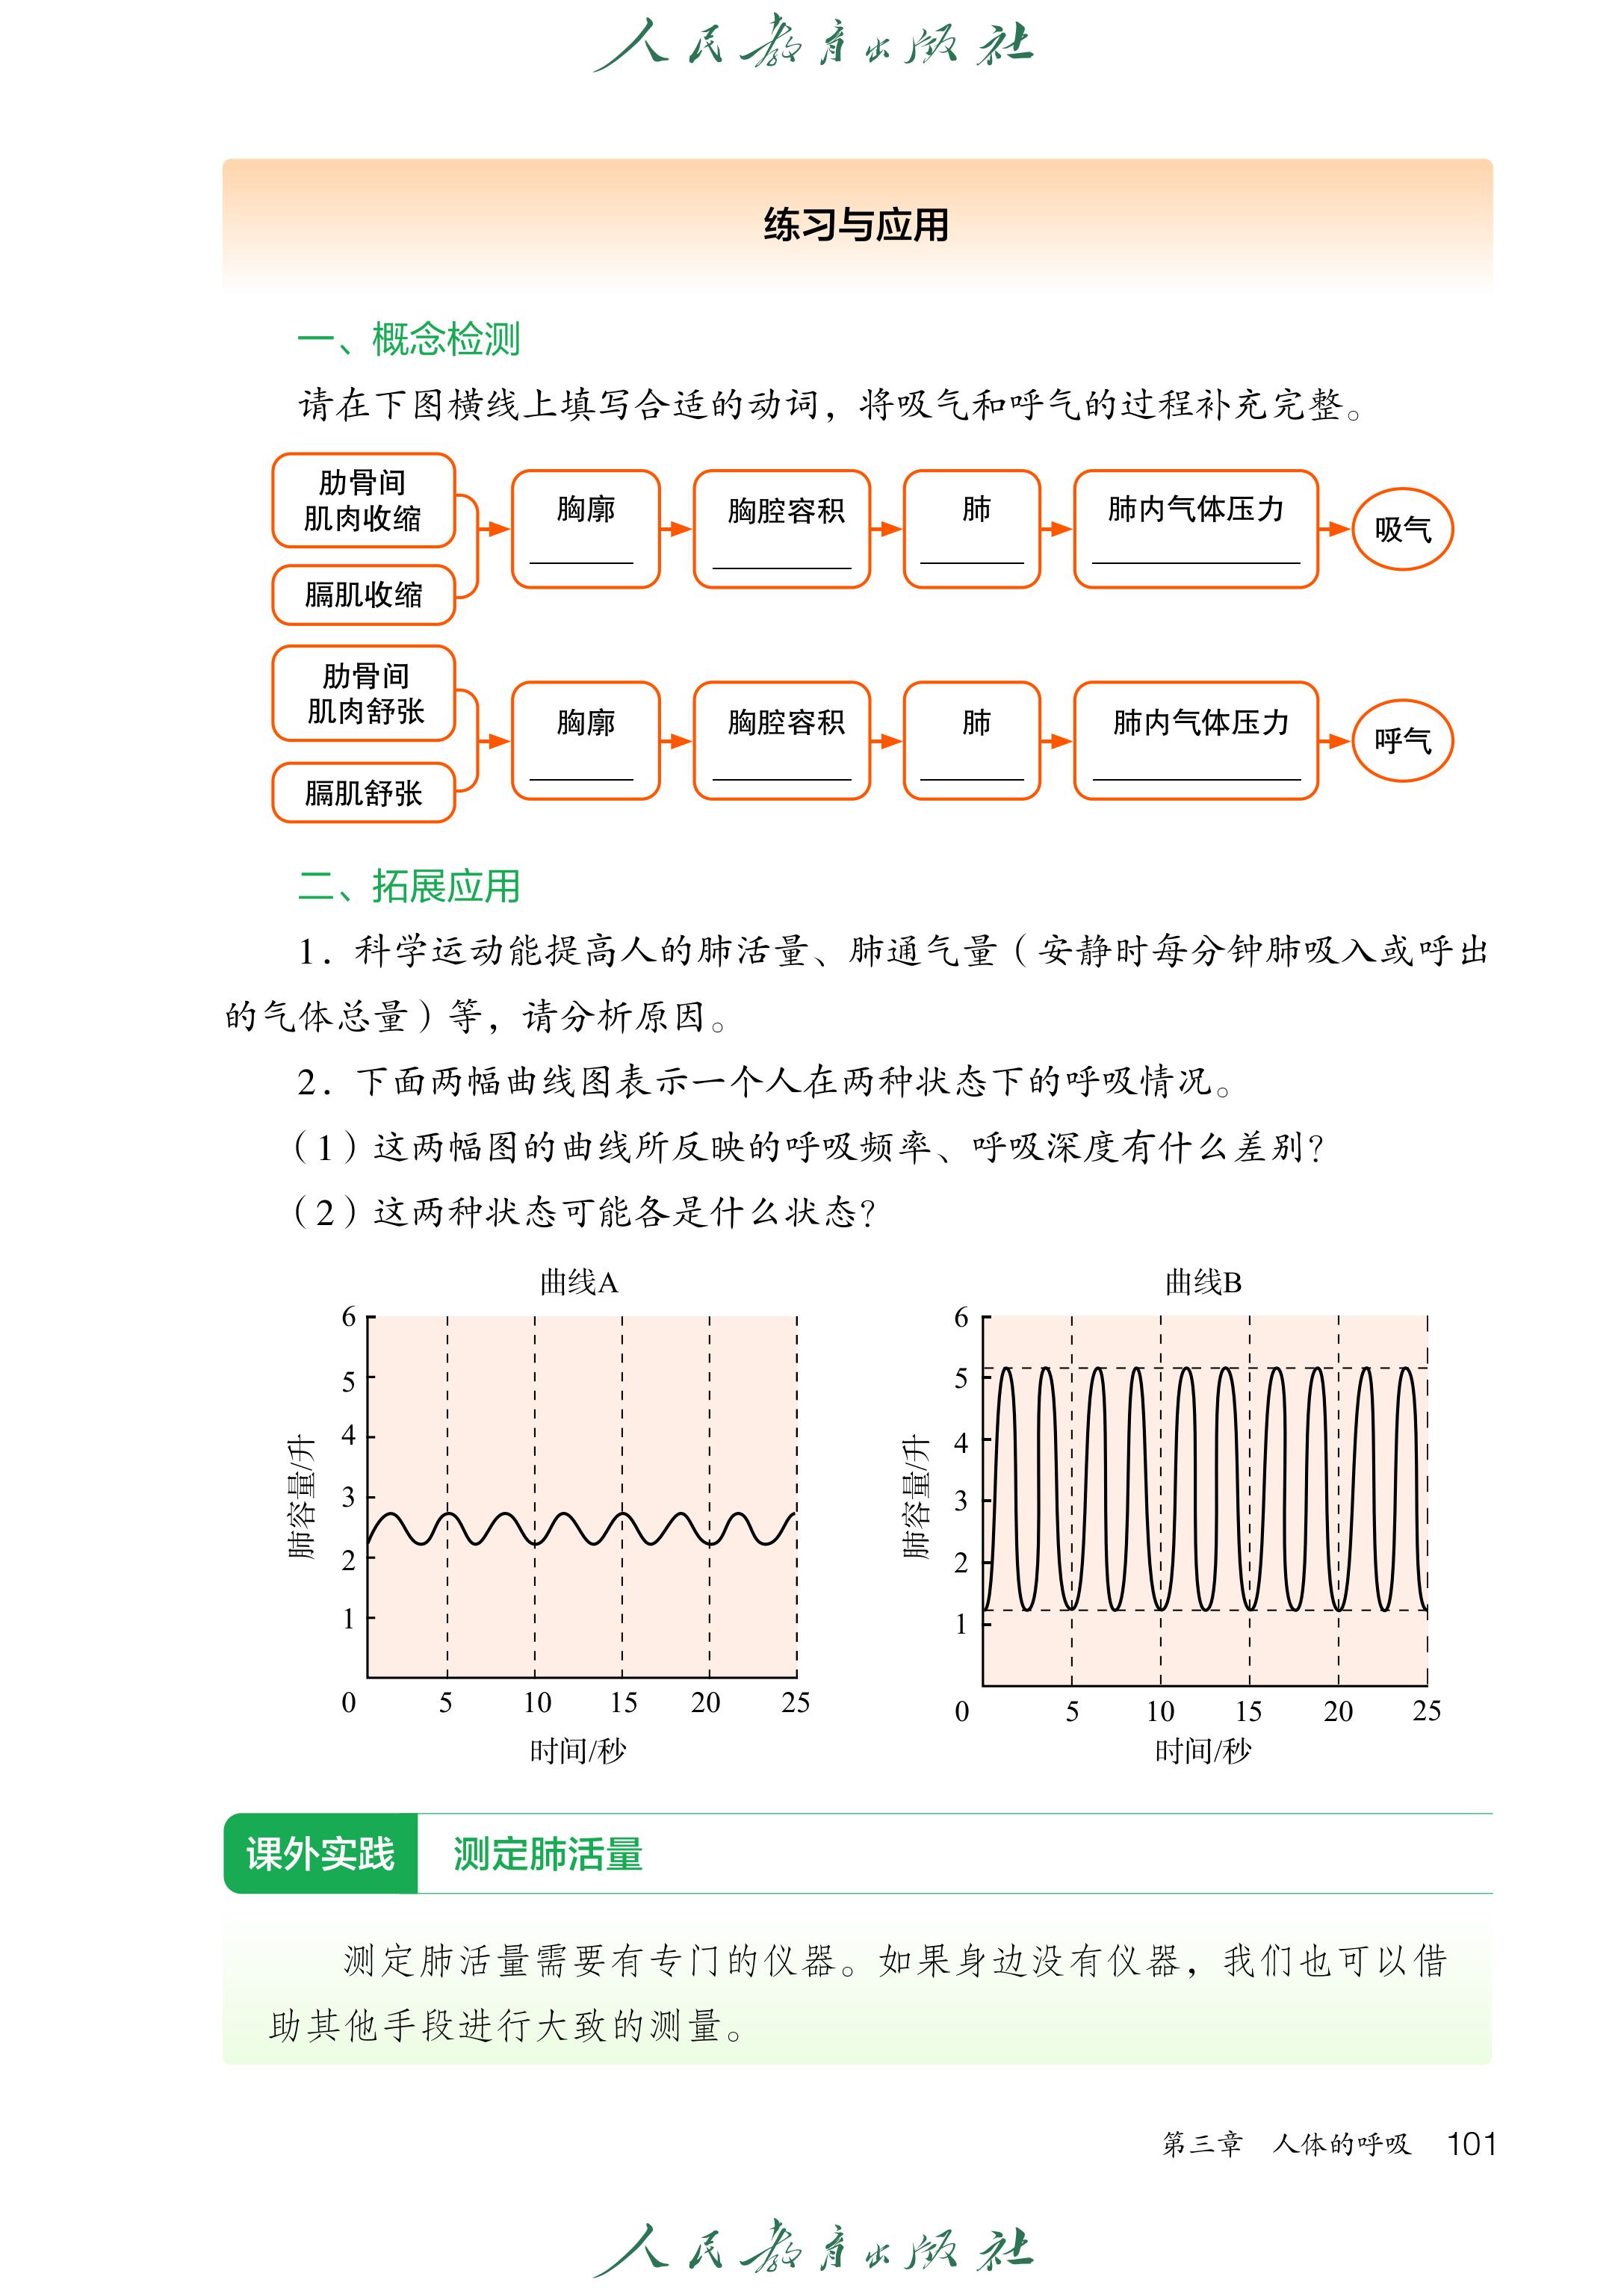 人民教育出版社
练习与应用
一、概念检测
请在下图横线上填写合适的动词，将吸气和呼气的过程补充完整。
肋骨间
肌肉收缩
膈肌收缩
胸廓
胸腔容积
肺
肺内气体压力
吸气
肋骨间
肌肉舒张
膈肌舒张
胸廓
胸腔容积
肺
肺内气体压力
呼气
二、拓展应用
1. 科学运动能提高人的肺活量、肺通气量（安静时每分钟肺吸入或呼出
的气体总量）等，请分析原因。
2. 下面两幅曲线图表示一个人在两种状态下的呼吸情况。
（1）这两幅图的曲线所反映的呼吸频率、呼吸深度有什么差别？
（2）这两种状态可能各是什么状态？
曲线A
6
5
4
3
2
1
肺容量/升
0 5 10 15 20 25
时间/秒
曲线B
6
5
4
3
2
1
肺容量/升
0 5 10 15 20 25
时间/秒
课外实践 测定肺活量
测定肺活量需要有专门的仪器。如果身边没有仪器，我们也可以借
助其他手段进行大致的测量。
第三章 人体的呼吸 101
人民教育出版社